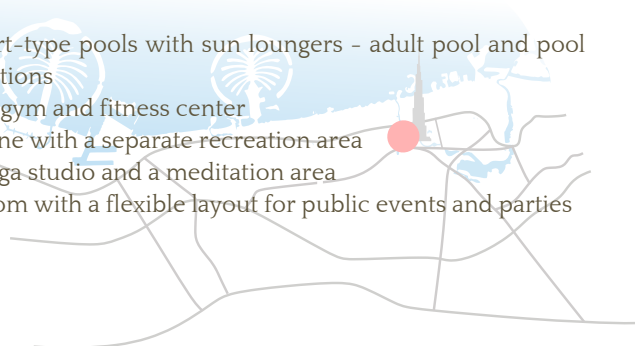 rt-type pools with sun loungers - adult pool and pool
tions
gym and fitness center
ne with a separate recreation area
ga studio and a meditation area
om with a flexible layout for public events and parties